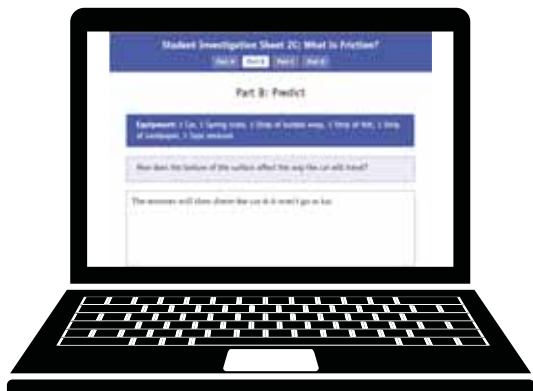 Student Investigation Sheet 2C: What Is Friction?
Part A Part B Part C Part D
Part B: Predict
Equipment: 1 Car, 1 Spring scale, 1 Strip of bubble wrap, 1 Strip of felt, 1 Strip
of sandpaper, 1 Tape measure
How does the texture of the surface affect the way the car will travel?
The will slow down the car & it won't go as far.